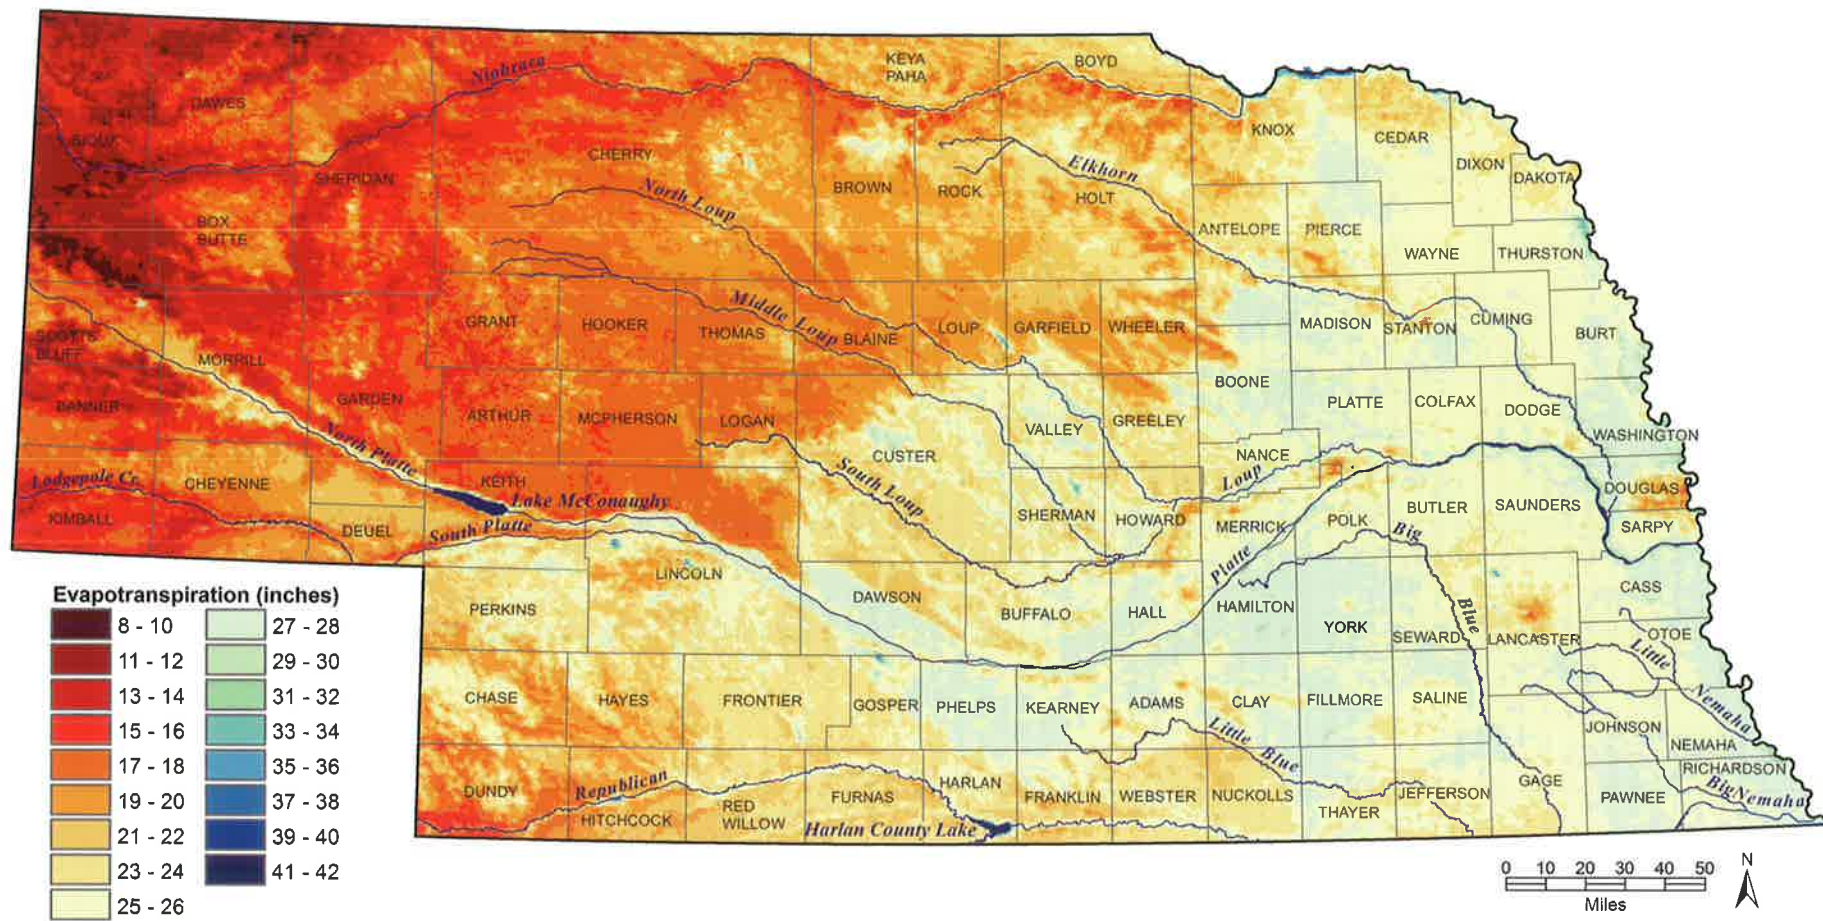 KEYA
PAHA
BOYD
Niobrara
DAWES
SIOUX
KNOX
CEDAR
CHERRY
DIXON
DAKOTA
SHERIDAN
Elkhorn
North Loup
BROWN
ROCK
HOLT
BOX
BUTTE
ANTELOPE
PIERCE
WAYNE
THURSTON
GRANT
HOOKER
THOMAS
Middle Loup
BLAINE
LOUP
GARFIELD
WHEELER
MADISON
STANTON
CUMING
BURT
SCOTTS
BLUFF
MORRILL
BOONE
GARDEN
BANNER
ARTHUR
MCPHERSON
LOGAN
VALLEY
GREELEY
PLATTE
COLFAX
DODGE
WASHINGTON
North Platte
CUSTER
NANCE
Loup
Lodgepole Cr.
CHEYENNE
KEITH
Lake McConaughy
South Loup
DOUGLAS
KIMBALL
DEUEL
South Platte
SHERMAN
HOWARD
MERRICK
POLK
Big
BUTLER
SAUNDERS
SARPY
LINCOLN
Platte
CASS
PERKINS
DAWSON
BUFFALO
HALL
HAMILTON
YORK
Blue
SEWARD
LANCASTER
OTOE
Little
Nemaha
CHASE
HAYES
FRONTIER
GOSPER
PHELPS
KEARNEY
ADAMS
CLAY
FILLMORE
SALINE
Little Blue
JOHNSON
NEMAHA
DUNDY
Republican
HITCHCOCK
RED
WILLOW
FURNAS
HARLAN
FRANKLIN
WEBSTER
NUCKOLLS
THAYER
JEFFERSON
GAGE
PAWNEE
RICHARDSON
BigNemaha
Harlan County Lake
Evapotranspiration (inches)
8 - 10
11 - 12
13 - 14
15 - 16
17 - 18
19 - 20
21 - 22
23 - 24
25 - 26
27 - 28
29 - 30
31 - 32
33 - 34
35 - 36
37 - 38
39 - 40
41 - 42
0 10 20 30 40 50
Miles
N